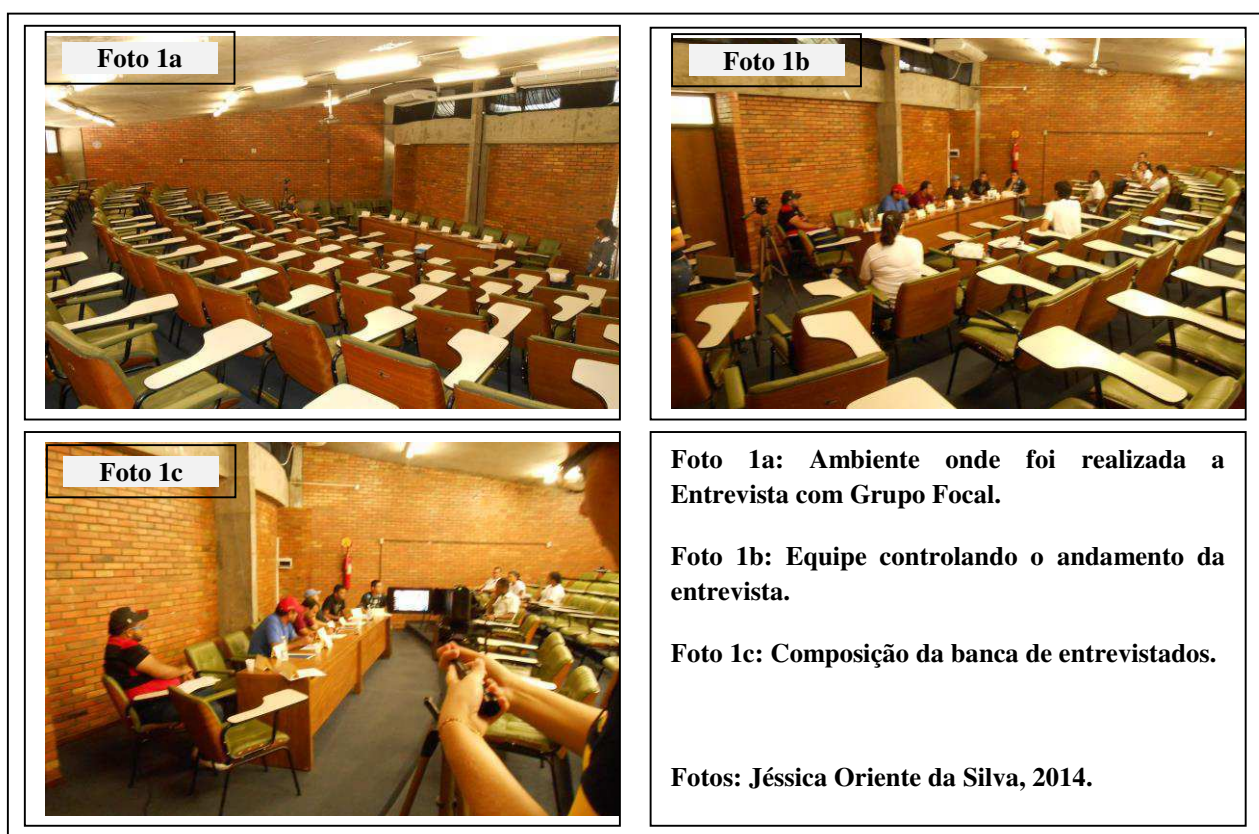 Foto 1a
Foto 1b
Foto 1c
Foto 1a: Ambiente onde foi realizada a
Entrevista com Grupo Focal.
Foto 1b: Equipe controlando o andamento da
entrevista.
Foto 1c: Composição da banca de entrevistados.
Fotos: Jéssica Oriente da Silva, 2014.